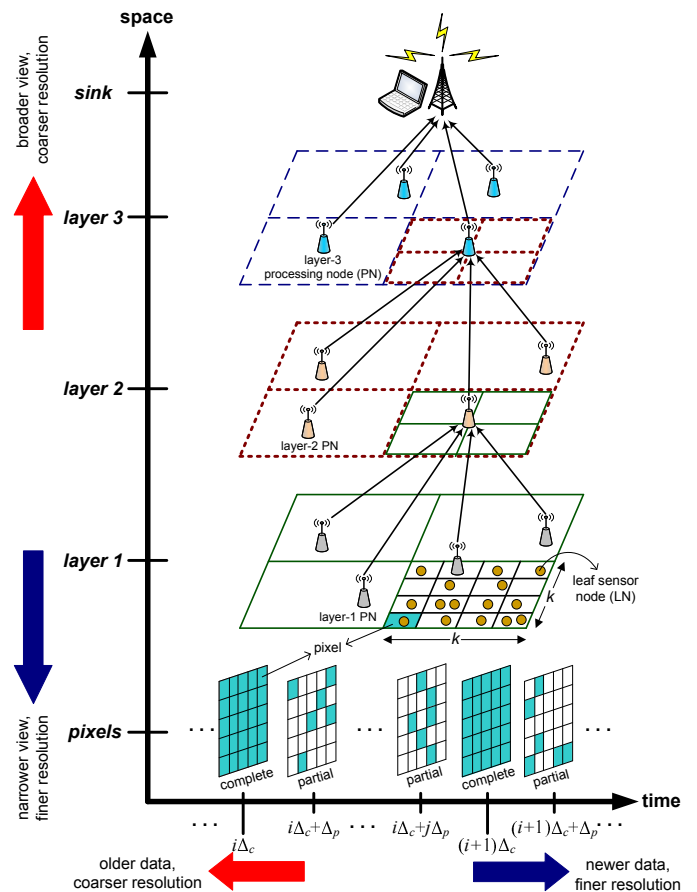 space
broader view,
coarser resolution
sink
layer 3
layer-3
processing node (PN)
layer 2
layer-2 PN
layer 1
leaf sensor
node (LN)
k
layer-1 PN
k
pixel
narrower view,
finer resolution
pixels
· · ·
complete
partial
· · ·
partial
complete
partial
· · ·
time
· · · iΔc iΔc+Δp · · · iΔc+jΔp (i+1)Δc (i+1)Δc+Δp · · ·
older data,
coarser resolution
newer data,
finer resolution